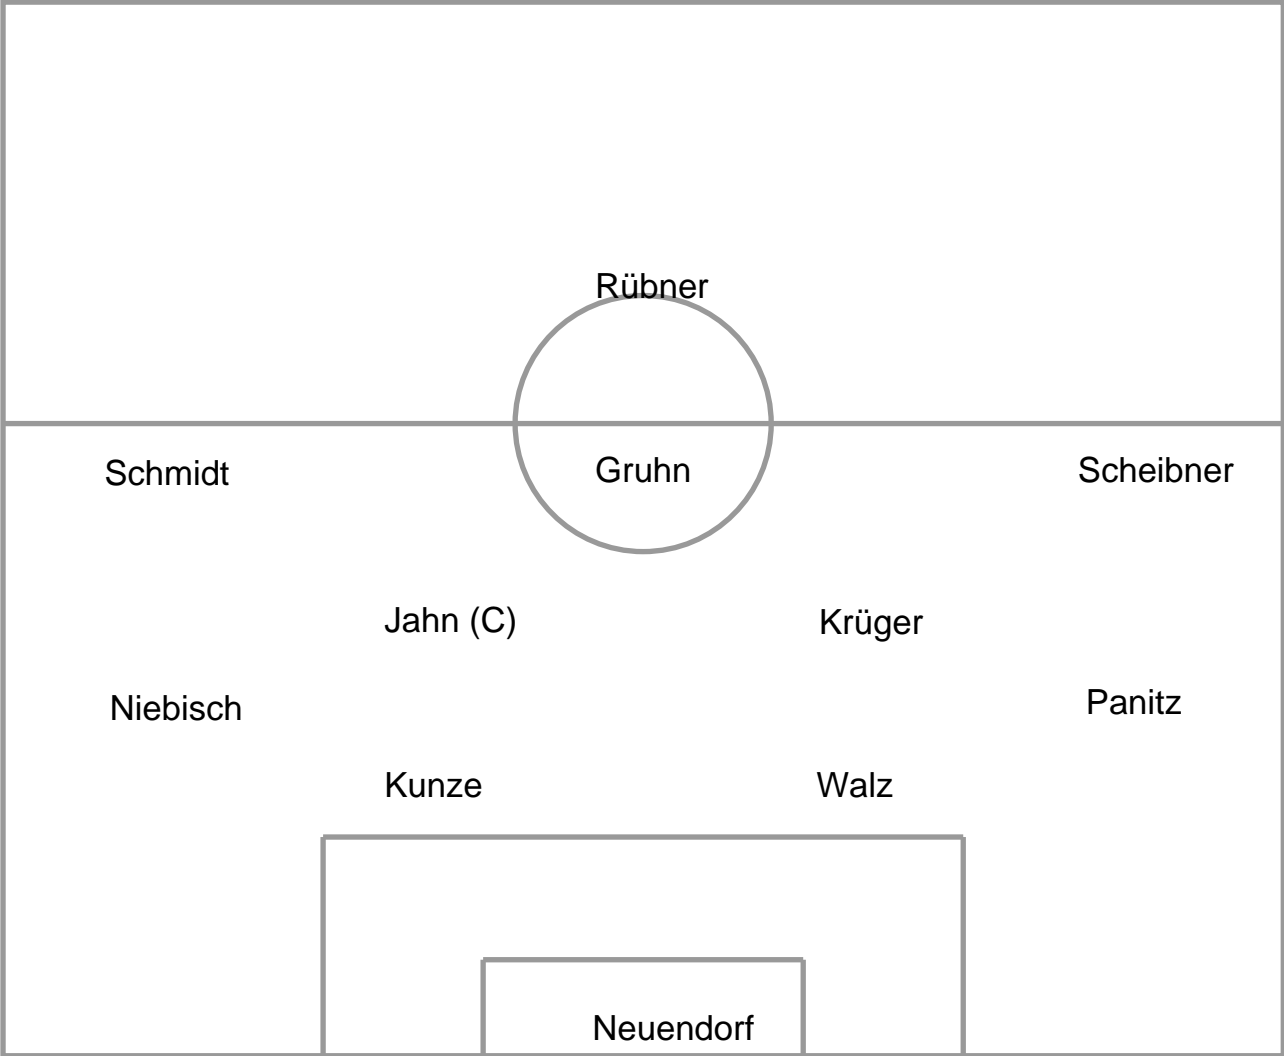 Rübner
Schmidt
Gruhn
Scheibner
Jahn (C)
Krüger
Niebisch
Panitz
Kunze
Walz
Neuendorf